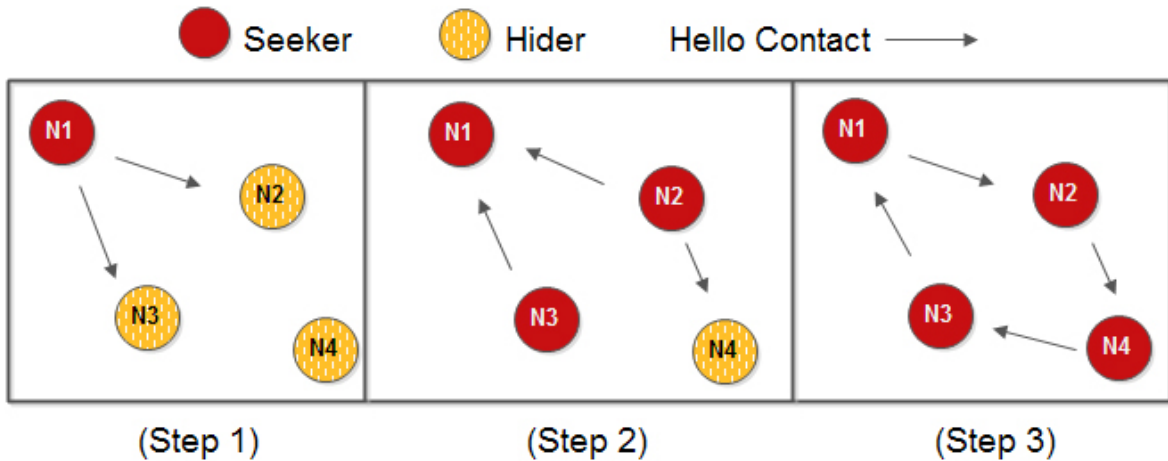 Seeker Hider Hello Contact
N1 N1 N1
N2 N2 N2
N3 N3 N3
N4 N4 N4
(Step 1) (Step 2) (Step 3)